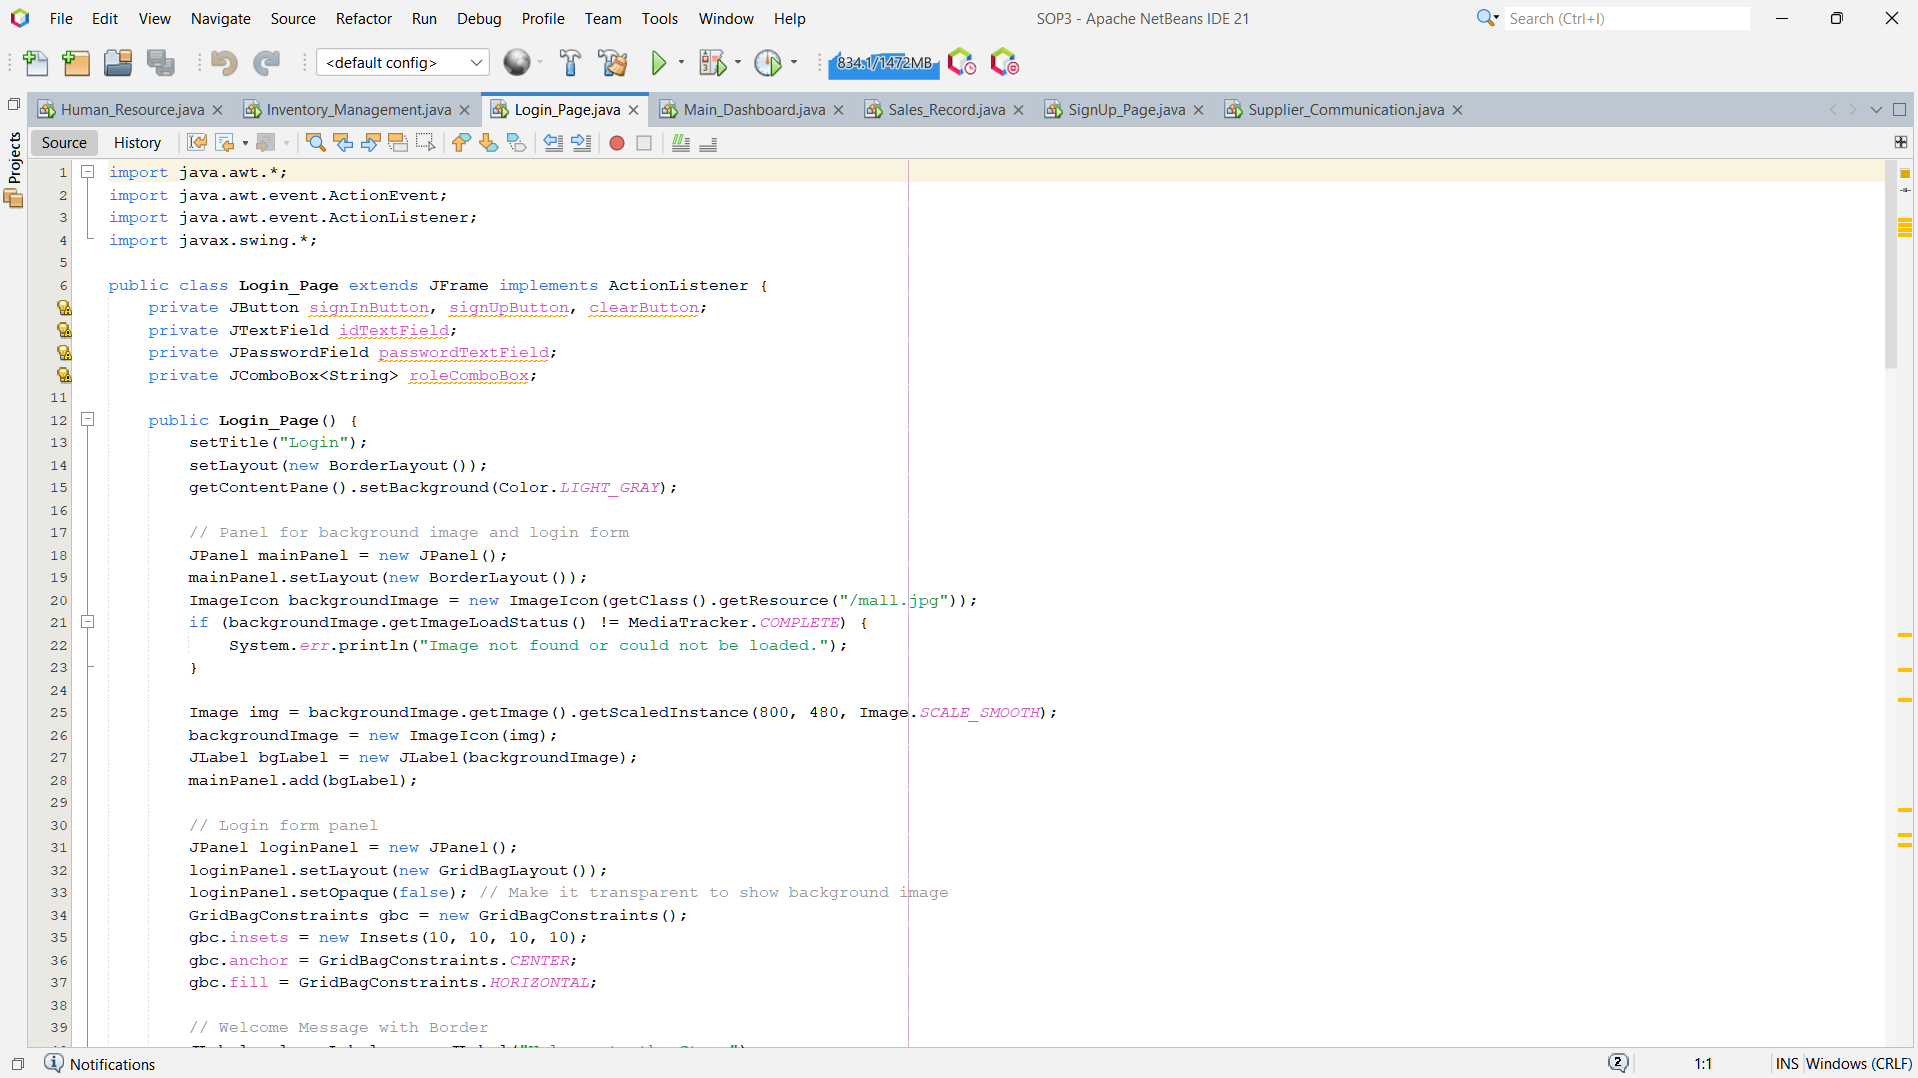 File Edit View Navigate Source Refactor Run Debug Profile Team Tools Window Help
SOP3 - Apache NetBeans IDE 21
Search (Ctrl+I)
<default config>
834.1/1472MB
Human_Resource.java
Inventory_Management.java
Login_Page.java
Main_Dashboard.java
Sales_Record.java
SignUp_Page.java
Supplier_Communication.java
Projects
Source History
1 import java.awt.*;
2 import java.awt.event.ActionEvent;
3 import java.awt.event.ActionListener;
4 import javax.swing.*;
5
6 public class Login_Page extends JFrame implements ActionListener {
private JButton signInButton, signUpButton, clearButton;
private JTextField idTextField;
private JPasswordField passwordTextField;
private JComboBox<String> roleComboBox;
11
12 public Login_Page() {
13 setTitle("Login");
14 setLayout(new BorderLayout());
15 getContentPane().setBackground(Color.LIGHT_GRAY);
16
17 // Panel for background image and login form
18 JPanel mainPanel = new JPanel();
19 mainPanel.setLayout(new BorderLayout());
20 ImageIcon backgroundImage = new ImageIcon(getClass().getResource("/mall.jpg"));
21 if (backgroundImage.getImageLoadStatus() != MediaTracker.COMPLETE) {
22 System.err.println("Image not found or could not be loaded.");
23 }
24
25 Image img = backgroundImage.getImage().getScaledInstance(800, 480, Image.SCALE_SMOOTH);
26 backgroundImage = new ImageIcon(img);
27 JLabel bgLabel = new JLabel(backgroundImage);
28 mainPanel.add(bgLabel);
29
30 // Login form panel
31 JPanel loginPanel = new JPanel();
32 loginPanel.setLayout(new GridBagLayout());
33 loginPanel.setOpaque(false); // Make it transparent to show background image
34 GridBagConstraints gbc = new GridBagConstraints();
35 gbc.insets = new Insets(10, 10, 10, 10);
36 gbc.anchor = GridBagConstraints.CENTER;
37 gbc.fill = GridBagConstraints.HORIZONTAL;
38
39 // Welcome Message with Border
Notifications
2
1:1
INS
Windows (CRLF)